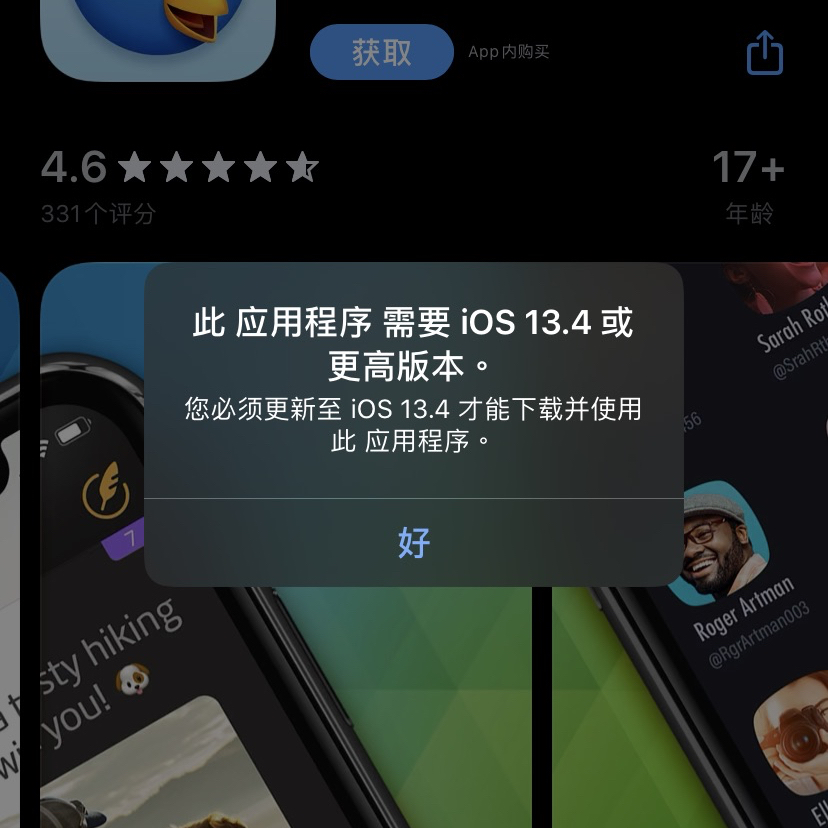 获取
App内购买
4.6
17+
331个评分
年龄
此 应用程序 需要 iOS 13.4 或
更高版本。
您必须更新至 iOS 13.4 才能下载并使用
此 应用程序。
好
7
sty hiking
you!
Sarah Rotl
@SrahRth
56
Roger Artman
@RgrArtman003